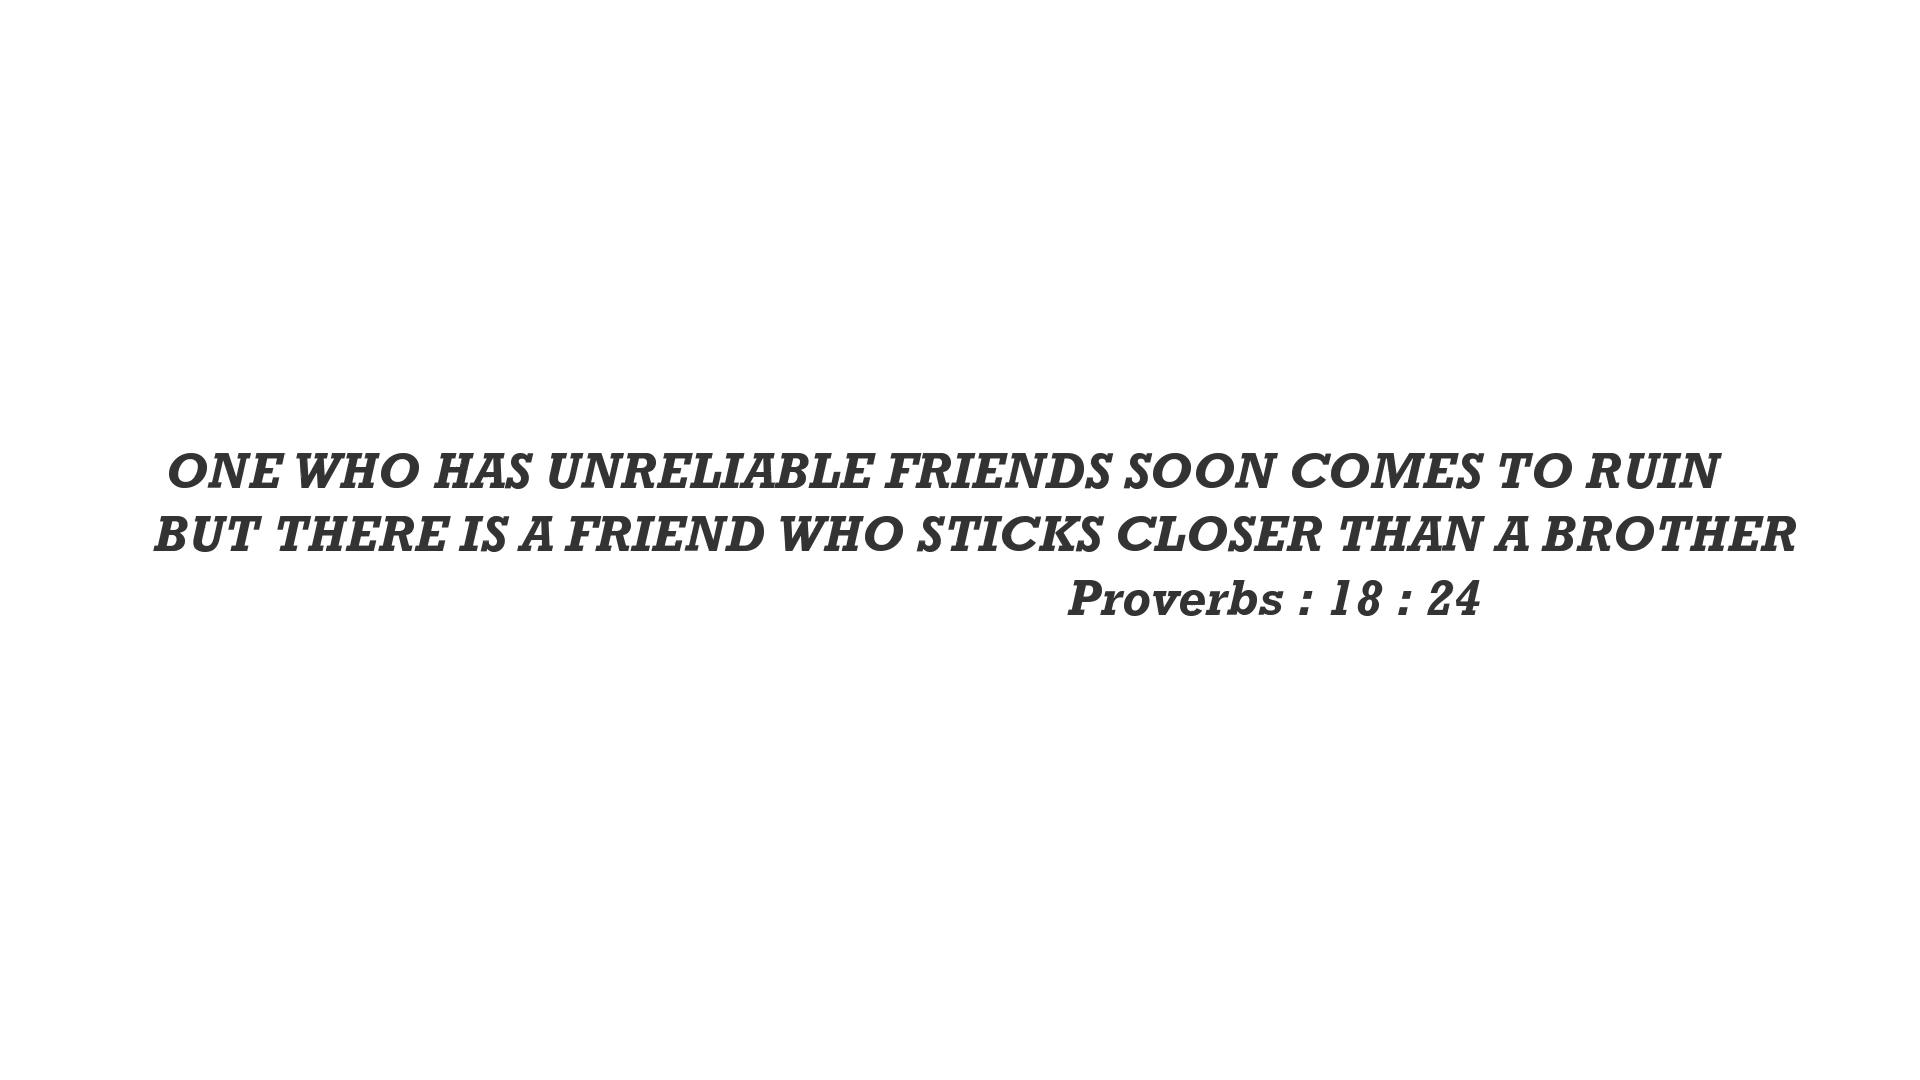 ONE WHO HAS UNRELIABLE FRIENDS SOON COMES TO RUIN
BUT THERE IS A FRIEND WHO STICKS CLOSER THAN A BROTHER
Proverbs : 18 : 24